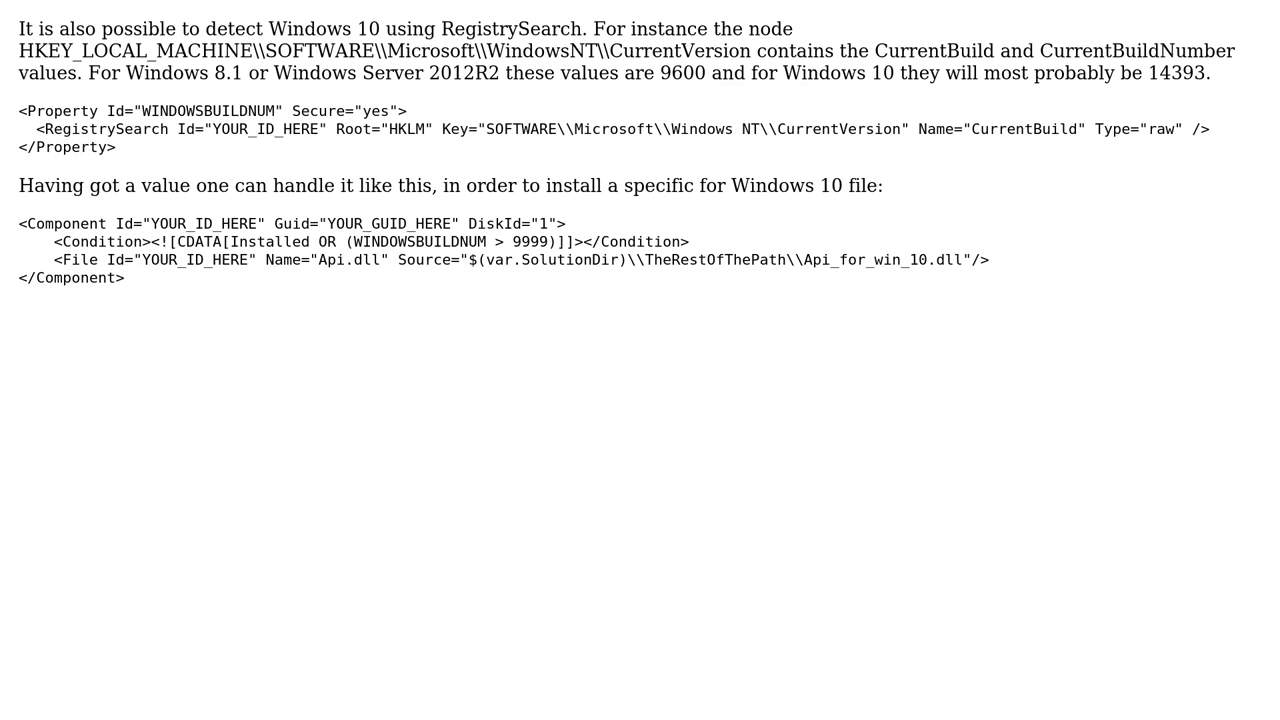 It is also possible to detect Windows 10 using RegistrySearch. For instance the node
HKEY_LOCAL_MACHINE\\SOFTWARE\\Microsoft\\WindowsNT\\CurrentVersion contains the CurrentBuild and CurrentBuildNumber
values. For Windows 8.1 or Windows Server 2012R2 these values are 9600 and for Windows 10 they will most probably be 14393.
<Property Id="WINDOWSBUILDNUM" Secure="yes">
  <RegistrySearch Id="YOUR_ID_HERE" Root="HKLM" Key="SOFTWARE\\Microsoft\\Windows NT\\CurrentVersion" Name="CurrentBuild" Type="raw" />
</Property>
Having got a value one can handle it like this, in order to install a specific for Windows 10 file:
<Component Id="YOUR_ID_HERE" Guid="YOUR_GUID_HERE" DiskId="1">
    <Condition><![CDATA[Installed OR (WINDOWSBUILDNUM > 9999)]]></Condition>
    <File Id="YOUR_ID_HERE" Name="Api.dll" Source="$(var.SolutionDir)\\TheRestOfThePath\\Api_for_win_10.dll"/>
</Component>